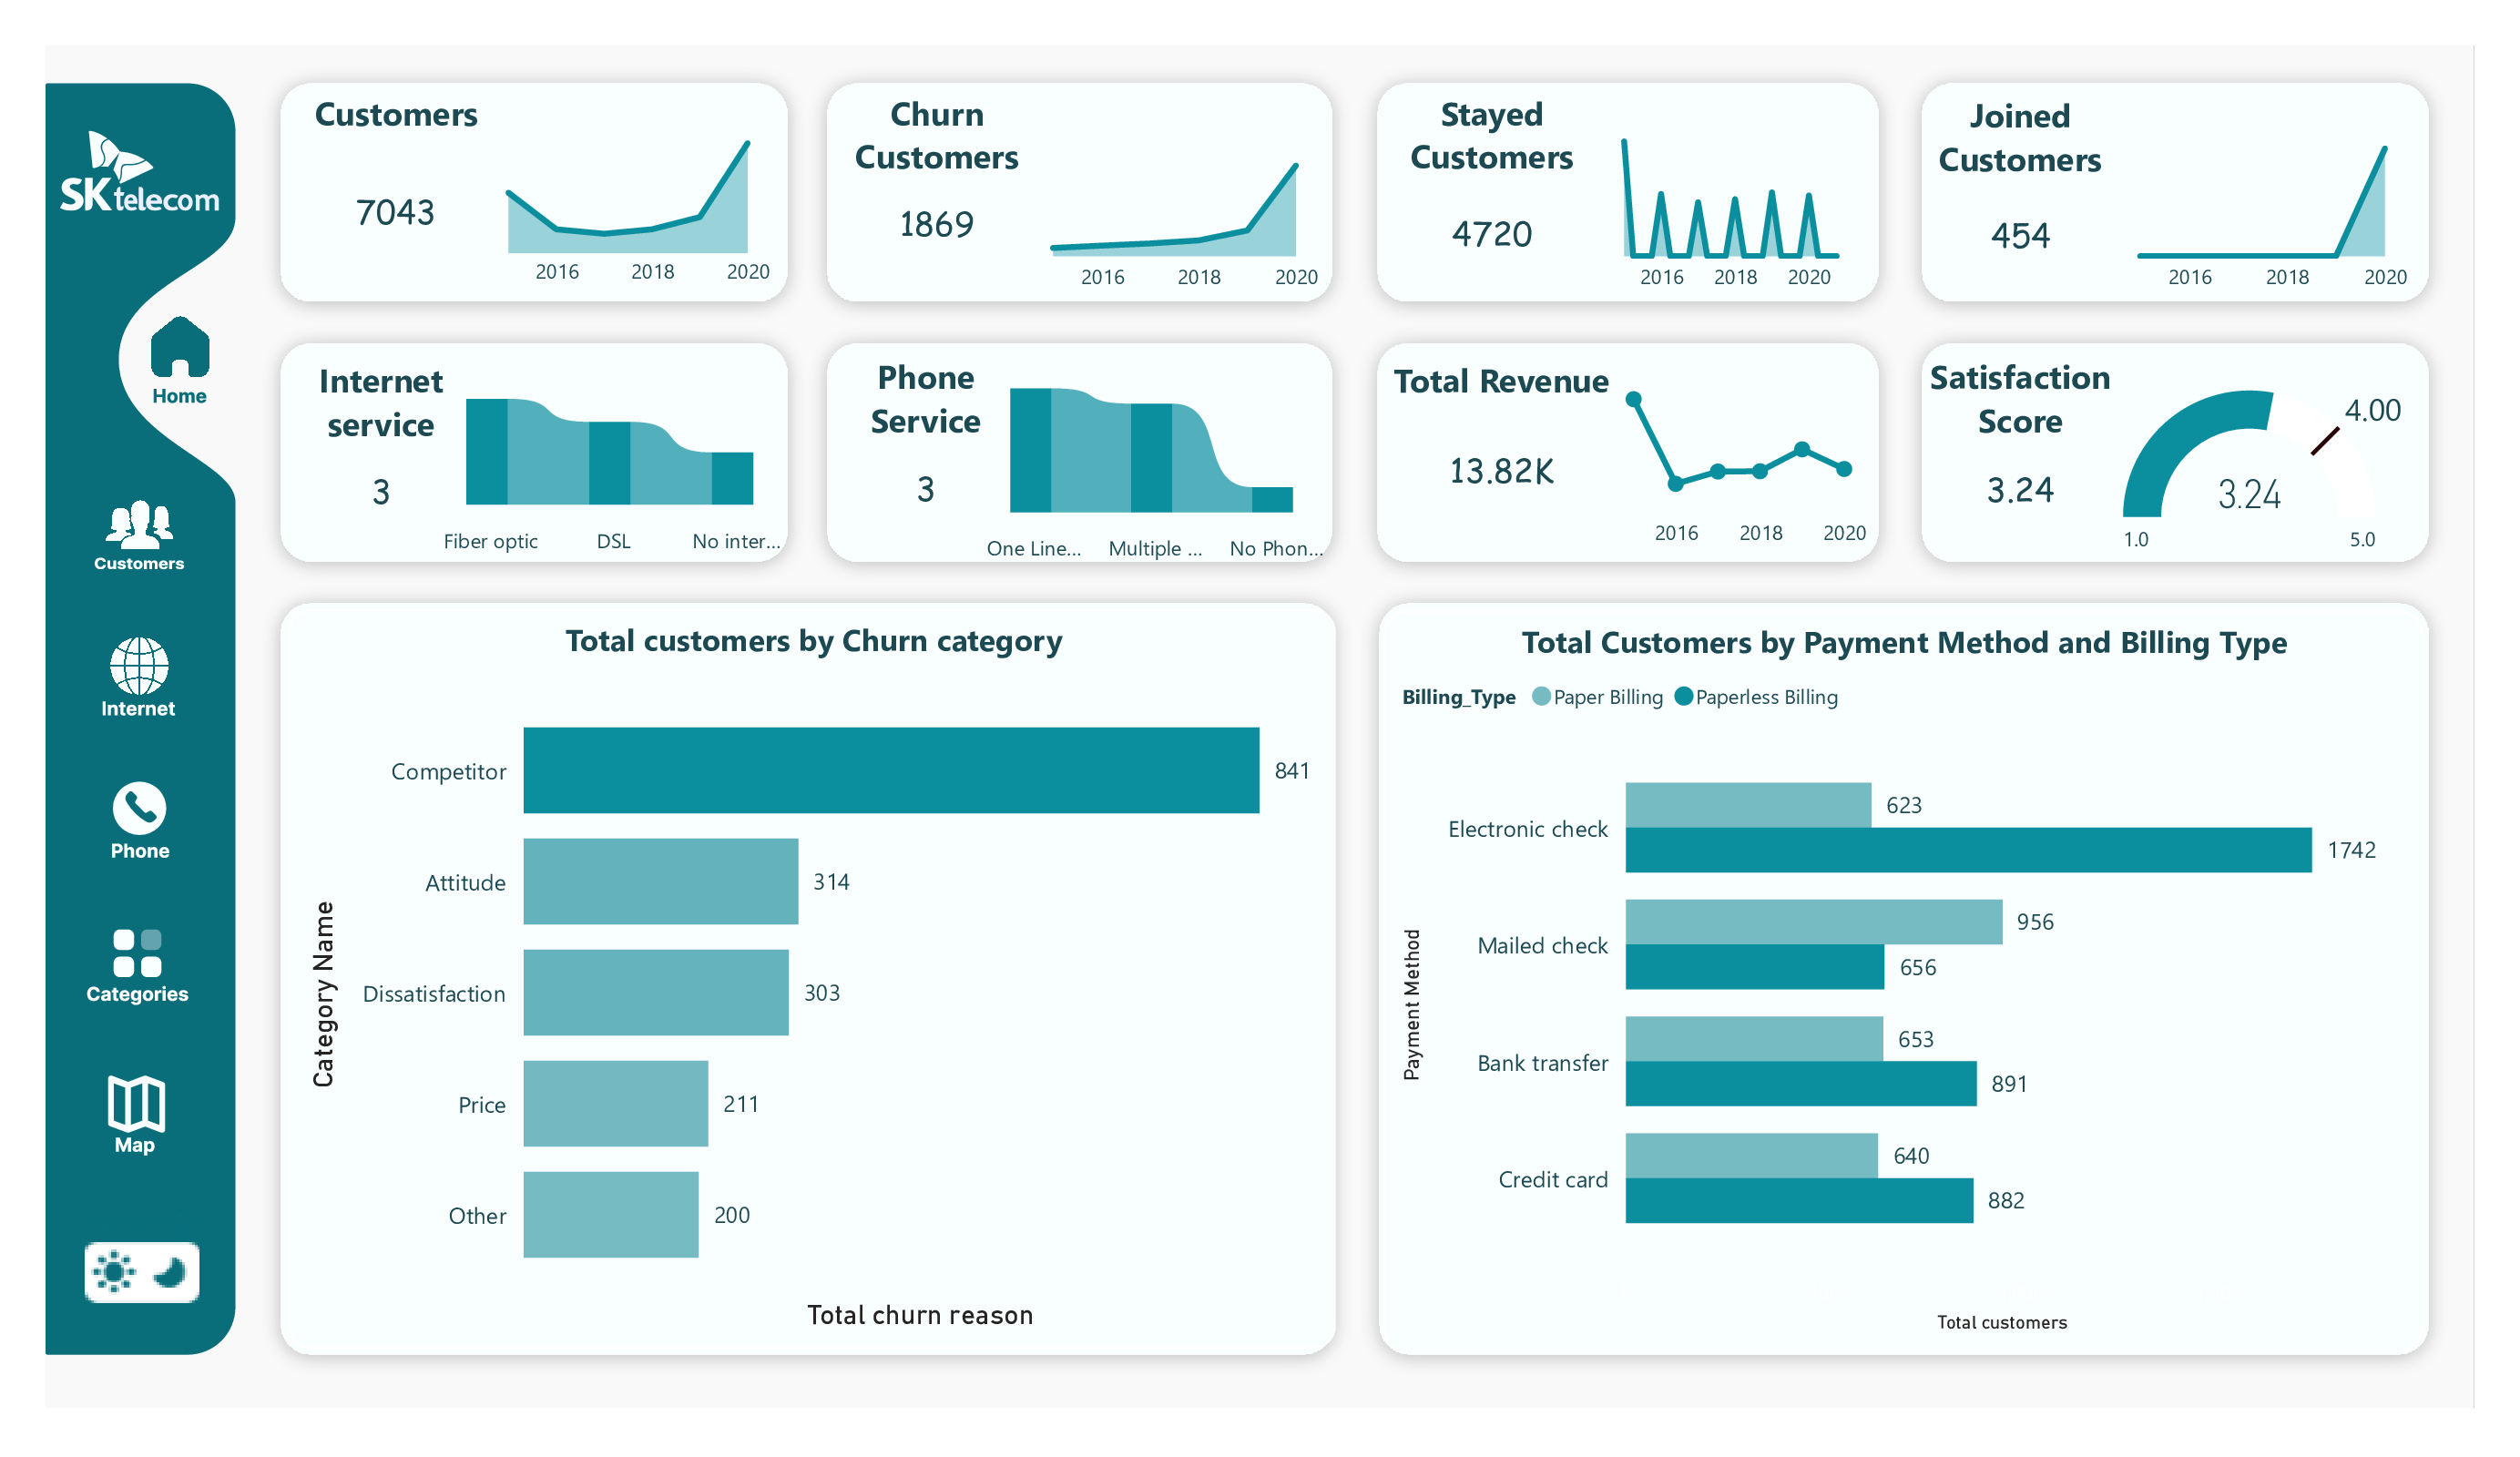 SK telecom
Home
Customers
Internet
Phone
Categories
Map
Customers
7043
2016 2018 2020
Churn
Customers
1869
2016 2018 2020
Stayed
Customers
4720
2016 2018 2020
Joined
Customers
454
2016 2018 2020
Internet
service
3
Fiber optic DSL No inter...
Phone
Service
3
One Line... Multiple ... No Phon...
Total Revenue
13.82K
2016 2018 2020
Satisfaction
Score
3.24
4.00
3.24
1.0 5.0
Total customers by Churn category
Category Name
Competitor 841
Attitude 314
Dissatisfaction 303
Price 211
Other 200
Total churn reason
Total Customers by Payment Method and Billing Type
Billing_Type Paper Billing Paperless Billing
Payment Method
Electronic check 623
1742
Mailed check 956
656
Bank transfer 653
891
Credit card 640
882
Total customers